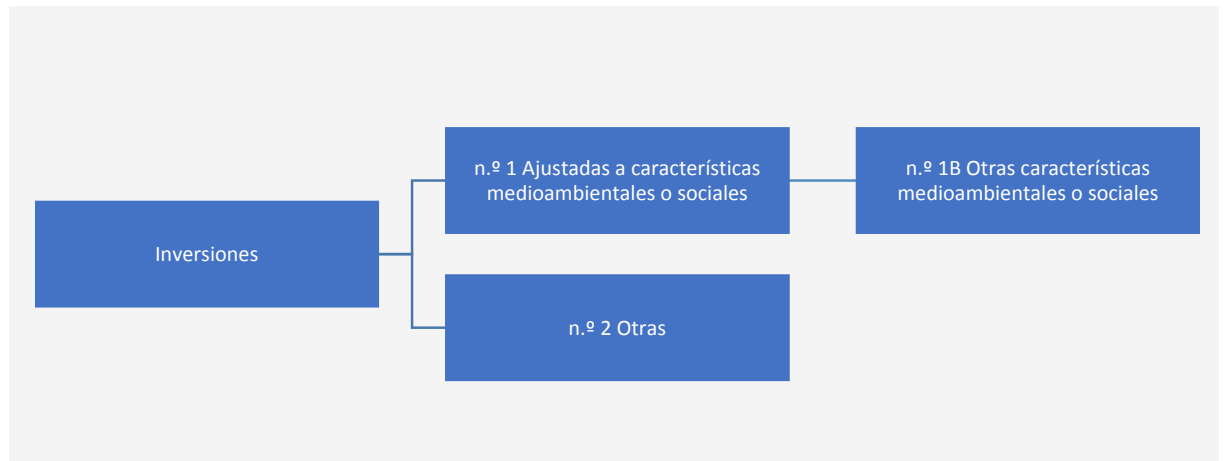 n.º 1 Ajustadas a características
medioambientales o sociales
n.º 1B Otras características
medioambientales o sociales
Inversiones
n.º 2 Otras